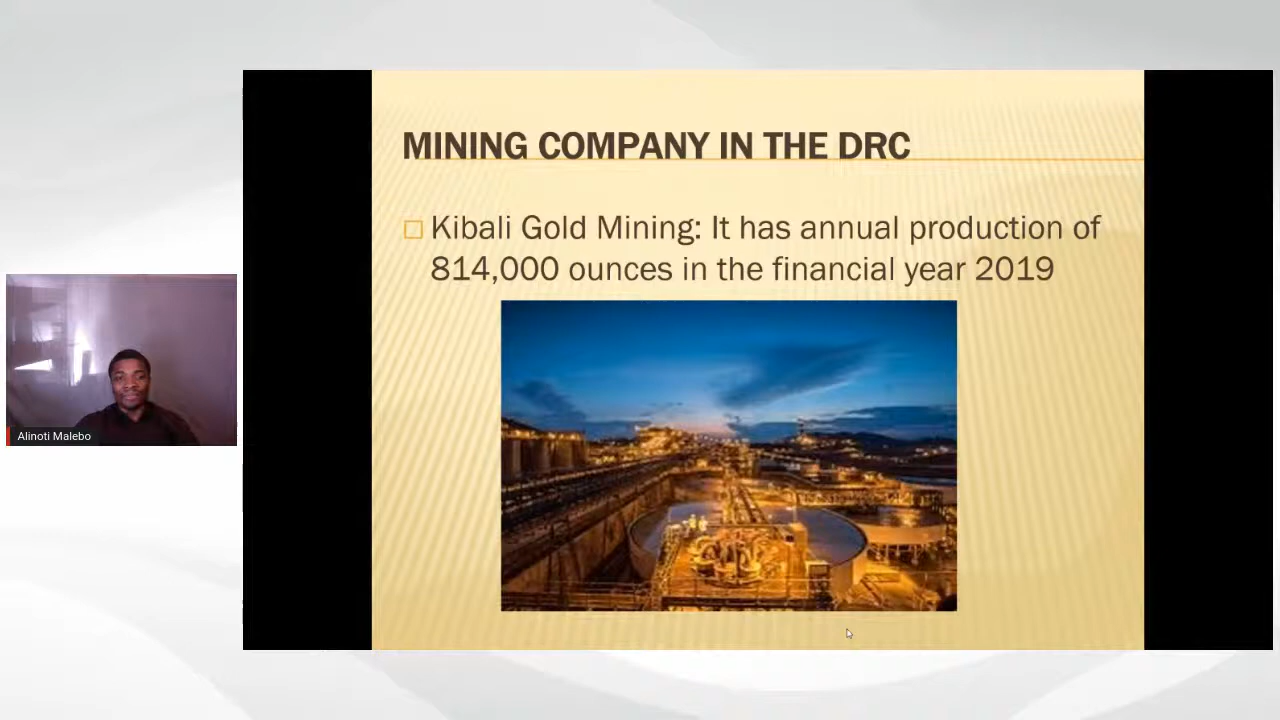 MINING COMPANY IN THE DRC
Kibali Gold Mining: It has annual production of
814,000 ounces in the financial year 2019
Alinoti Malebo